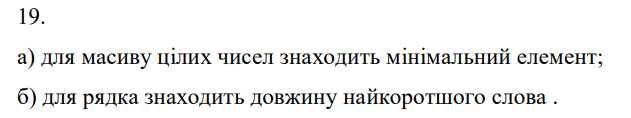 19.
а) для масиву цілих чисел знаходить мінімальний елемент;
б) для рядка знаходить довжину найкоротшого слова .